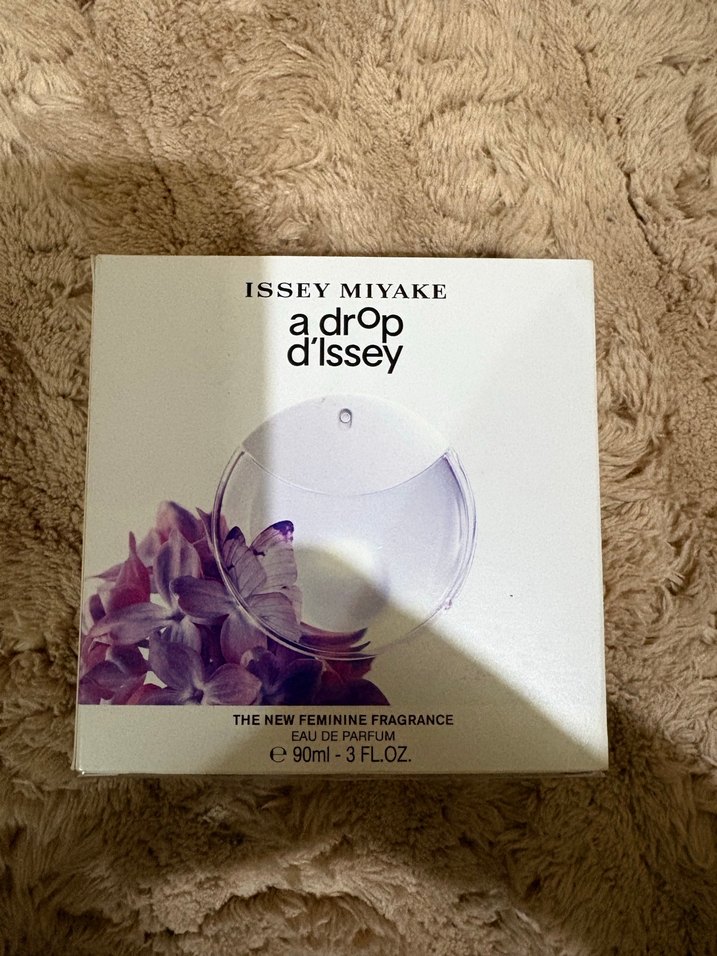 ISSEY MIYAKE
a drop
d'Issey
THE NEW FEMININE FRAGRANCE
EAU DE PARFUM
℮ 90ml - 3 FL.OZ.